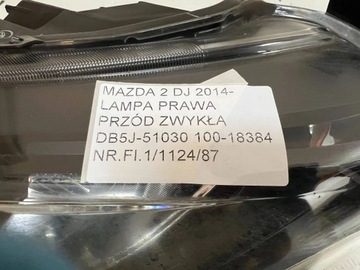 MAZDA 2 DJ 2014-
LAMPA PRAWA
PRZÓD ZWYKŁA
DB5J-51030 100-18384
NR.FI.1/1124/87